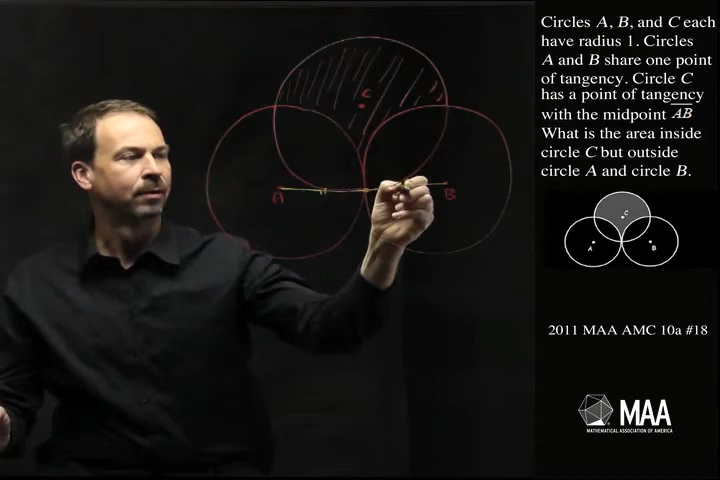 Circles A, B, and C each
have radius 1. Circles
A and B share one point
of tangency. Circle C
has a point of tangency
with the midpoint AB
What is the area inside
circle C but outside
circle A and circle B.
C
A
B
C
A
B
2011 MAA AMC 10a #18
MAA
MATHEMATICAL ASSOCIATION OF AMERICA